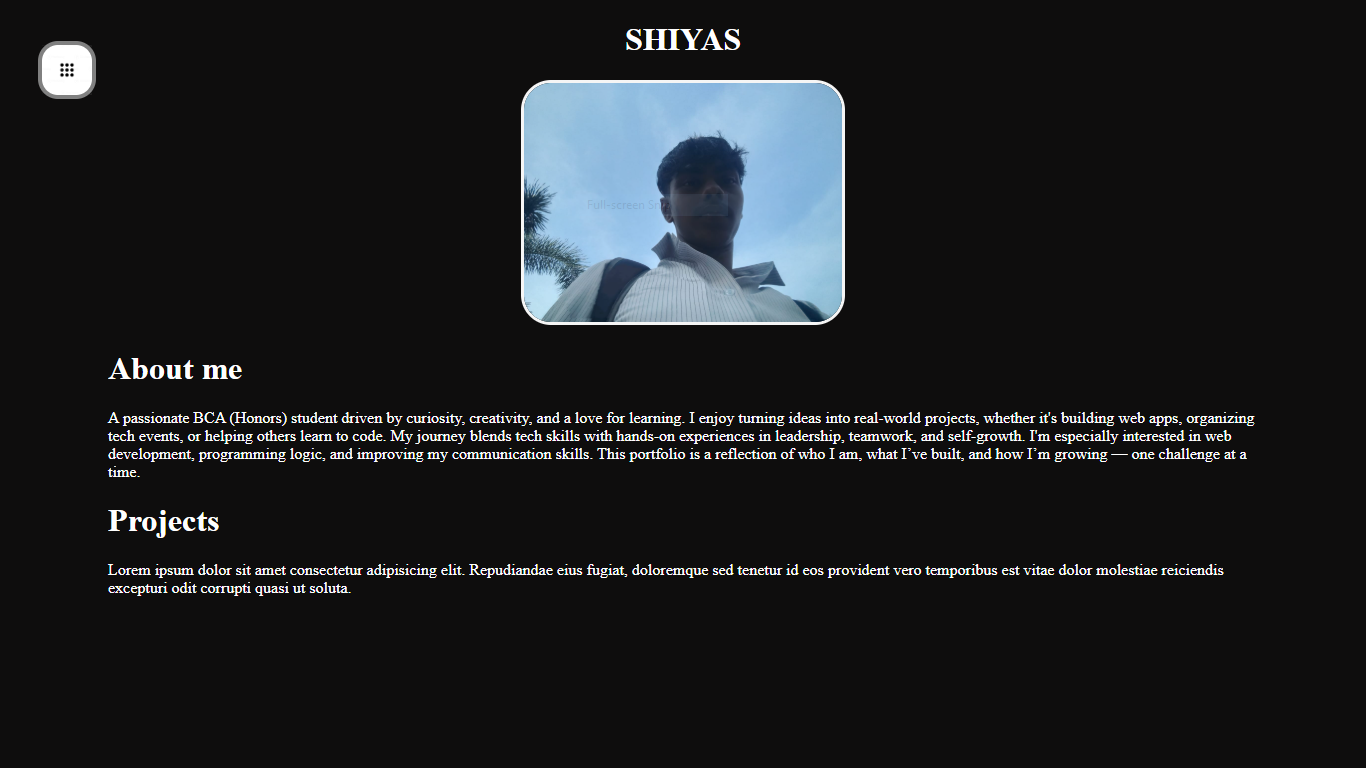 SHIYAS
Full-screen Sni
About me
A passionate BCA (Honors) student driven by curiosity, creativity, and a love for learning. I enjoy turning ideas into real-world projects, whether it's building web apps, organizing
tech events, or helping others learn to code. My journey blends tech skills with hands-on experiences in leadership, teamwork, and self-growth. I'm especially interested in web
development, programming logic, and improving my communication skills. This portfolio is a reflection of who I am, what I’ve built, and how I’m growing — one challenge at a
time.
Projects
Lorem ipsum dolor sit amet consectetur adipisicing elit. Repudiandae eius fugiat, doloremque sed tenetur id eos provident vero temporibus est vitae dolor molestiae reiciendis
excepturi odit corrupti quasi ut soluta.